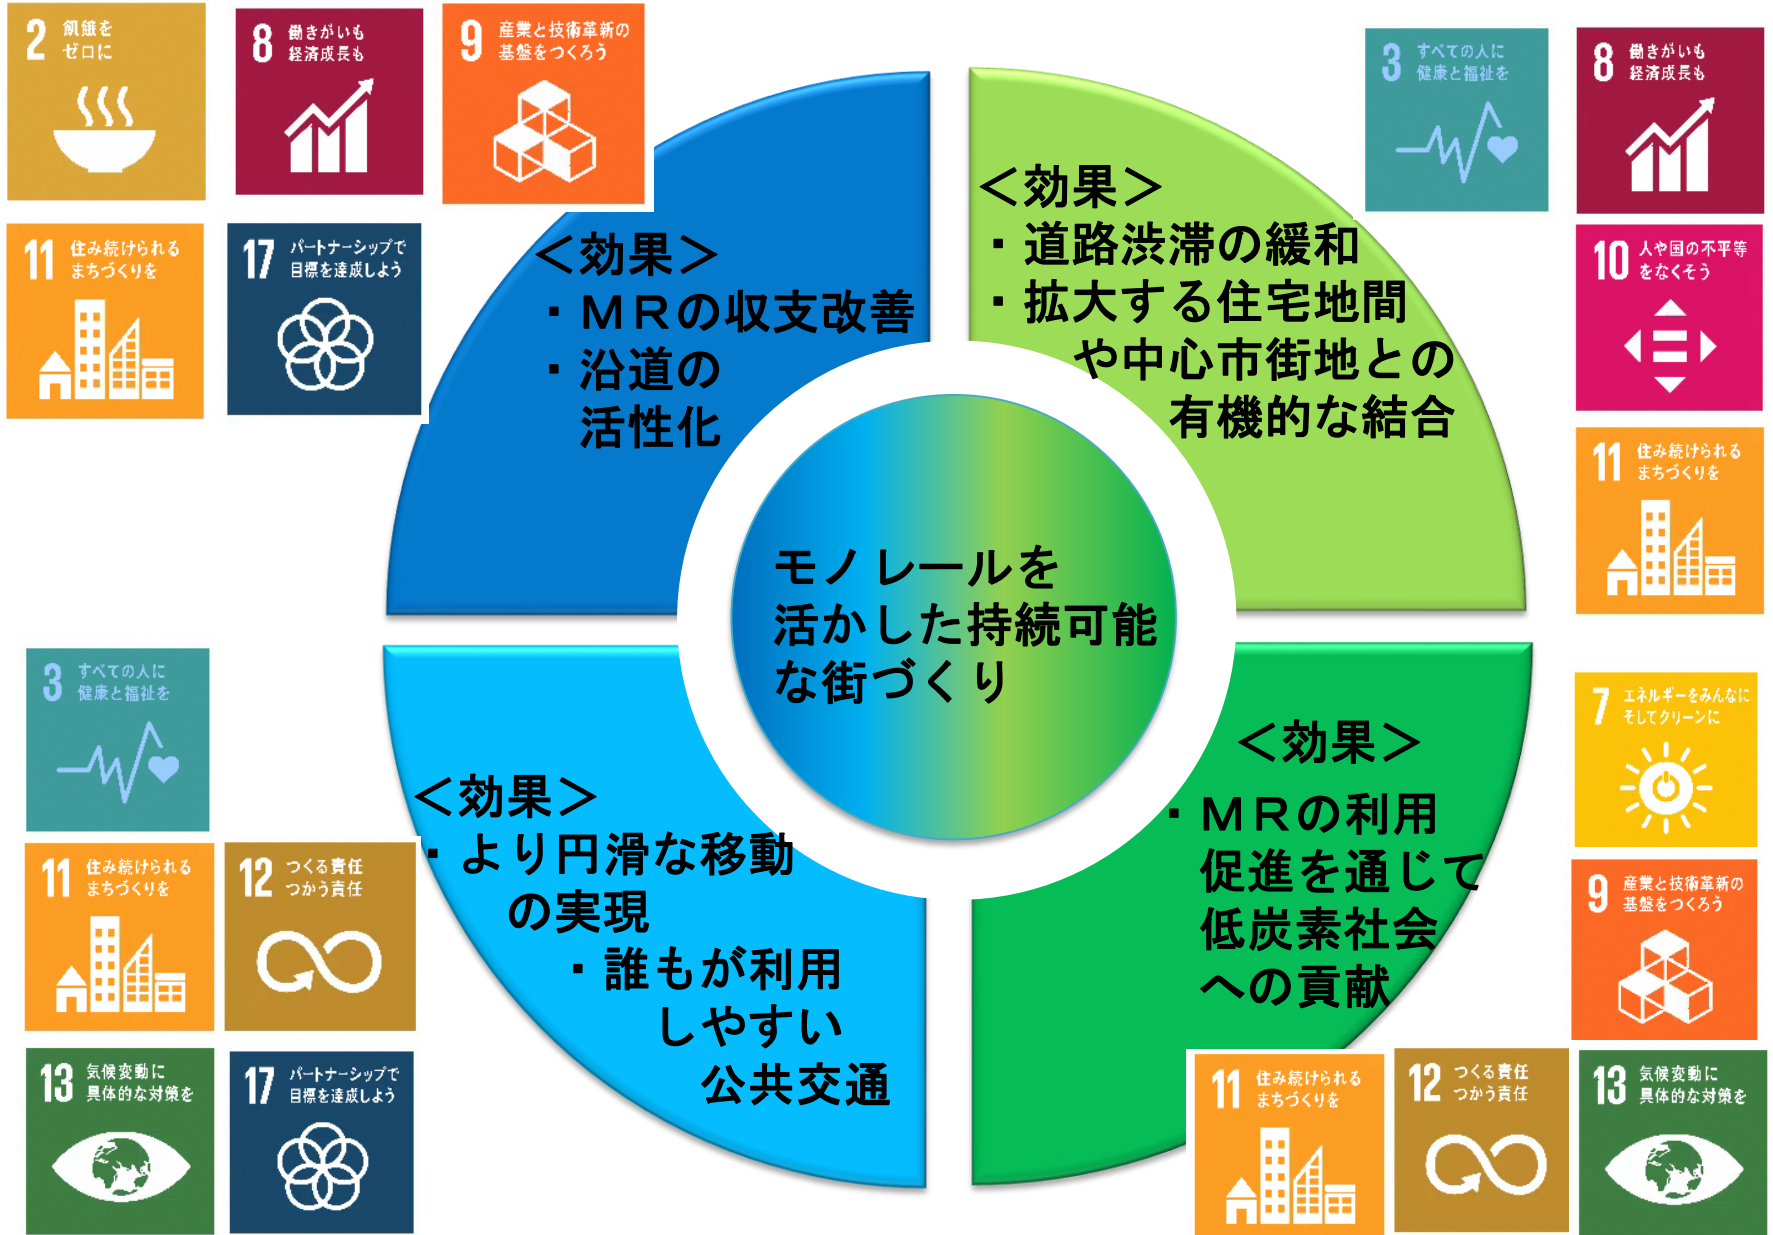 2 飢餓を
ゼロに
8 働きがいも
経済成長も
9 産業と技術革新の
基盤をつくろう
11 住み続けられる
まちづくりを
17 パートナーシップで
目標を達成しよう
＜効果＞
・ＭＲの収支改善
・沿道の
活性化
＜効果＞
・道路渋滞の緩和
・拡大する住宅地間
や中心市街地との
有機的な結合
3 すべての人に
健康と福祉を
8 働きがいも
経済成長も
10 人や国の不平等
をなくそう
11 住み続けられる
まちづくりを
モノレールを
活かした持続可能
な街づくり
3 すべての人に
健康と福祉を
11 住み続けられる
まちづくりを
12 つくる責任
つかう責任
13 気候変動に
具体的な対策を
17 パートナーシップで
目標を達成しよう
＜効果＞
・より円滑な移動
の実現
・誰もが利用
しやすい
公共交通
＜効果＞
・ＭＲの利用
促進を通じて
低炭素社会
への貢献
7 エネルギーをみんなに
そしてクリーンに
9 産業と技術革新の
基盤をつくろう
11 住み続けられる
まちづくりを
12 つくる責任
つかう責任
13 気候変動に
具体的な対策を